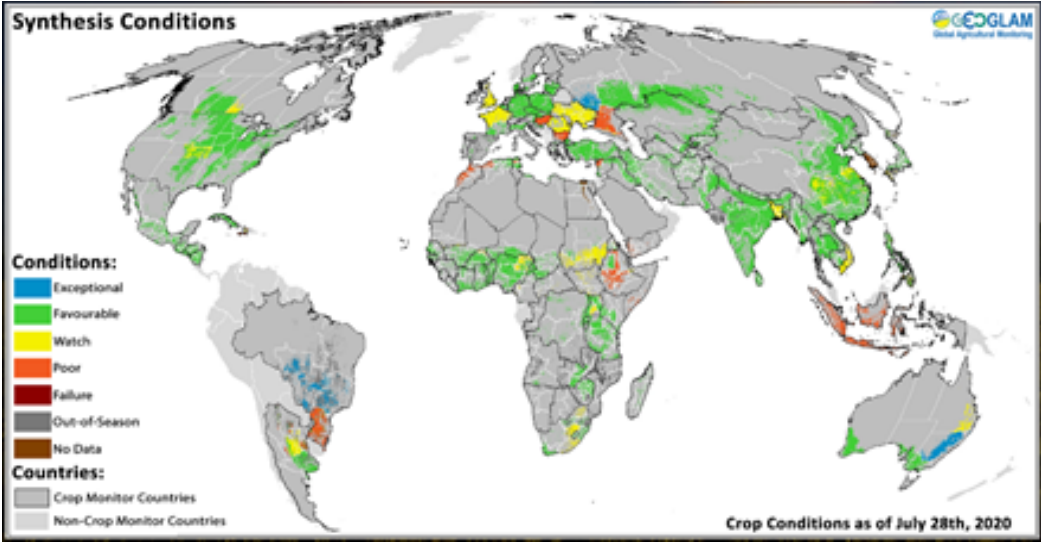 Synthesis Conditions
GEOGLAM
Global Agricultural Monitoring
Conditions:
Exceptional
Favourable
Watch
Poor
Failure
Out-of-Season
No Data
Countries:
Crop Monitor Countries
Non-Crop Monitor Countries
Crop Conditions as of July 28th, 2020